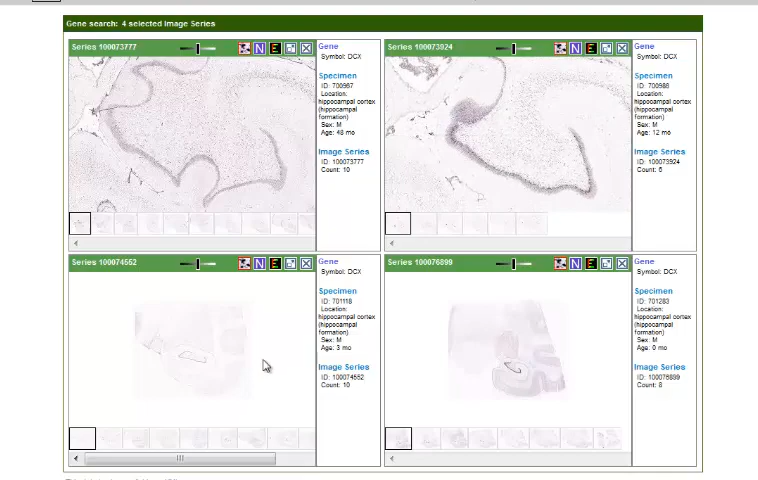 Gene search: 4 selected Image Series
Series 100073777
N
E
Gene
Symbol: DCX
Specimen
ID: 700987
Location:
hippocampal cortex
(hippocampal
formation)
Sex: M
Age: 48 mo
Image Series
ID: 100073777
Count: 10
Series 100073924
N
E
Gene
Symbol: DCX
Specimen
ID: 700988
Location:
hippocampal cortex
(hippocampal
formation)
Sex: M
Age: 12 mo
Image Series
ID: 100073924
Count: 6
Series 100074552
N
E
Gene
Symbol: DCX
Specimen
ID: 701118
Location:
hippocampal cortex
(hippocampal
formation)
Sex: M
Age: 3 mo
Image Series
ID: 100074552
Count: 10
Series 100076899
N
E
Gene
Symbol: DCX
Specimen
ID: 701283
Location:
hippocampal cortex
(hippocampal
formation)
Sex: M
Age: 0 mo
Image Series
ID: 100076899
Count: 8